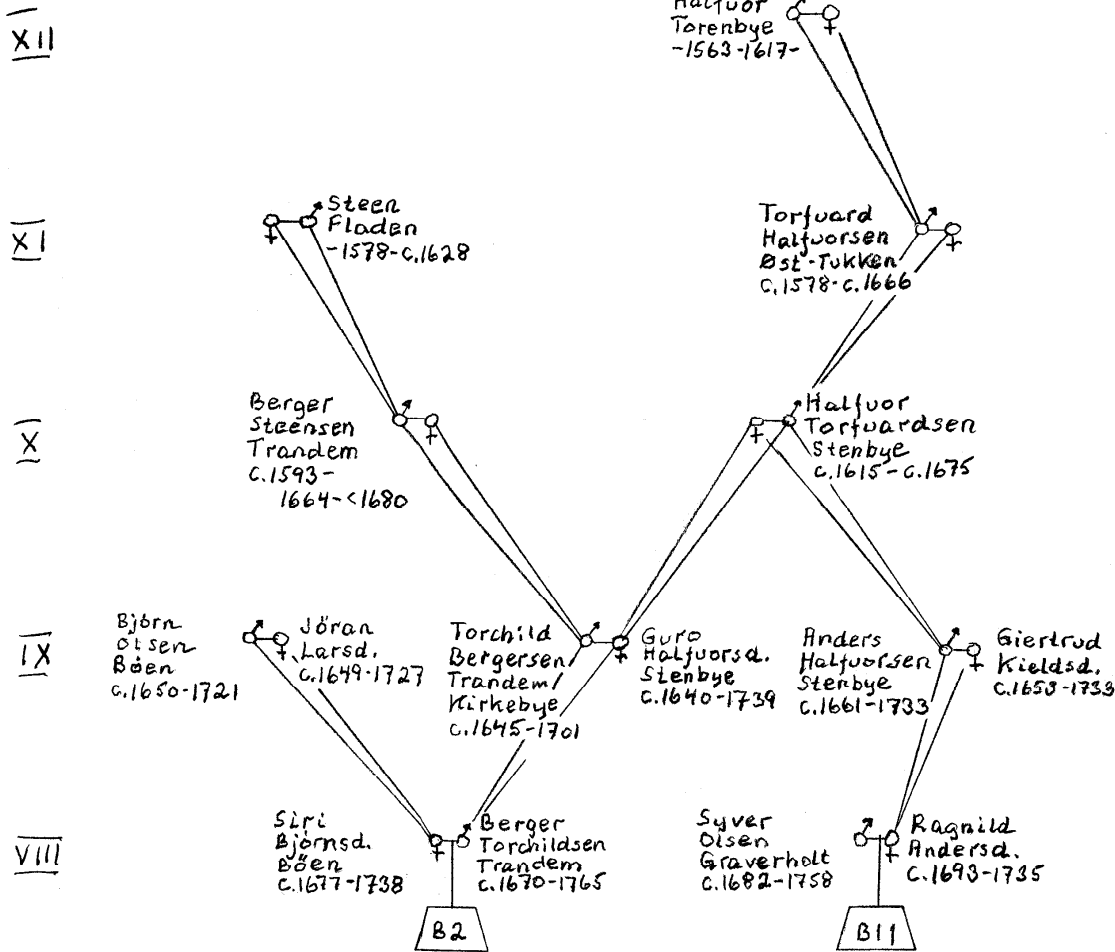 XII
Halfuor
Torenbye
-1563-1617-
XI
Steen
Fladen
-1578-c.1628
Torfuard
Halfuorsen
Øst-Tukken
c.1578-c.1666
X
Berger
Steensen
Trandem
c.1593-
1664-<1680
Halfuor
Torfuardsen
Stenbye
c.1615-c.1675
IX
Björn
Olsen
Böen
c.1650-1721
Jöran
Larsd.
c.1649-1727
Torchild
Bergersen
Trandem/
Kirkebye
c.1645-1701
Guro
Halfuorsd.
Stenbye
c.1640-1739
Anders
Halfuorsen
Stenbye
c.1661-1733
Giertrud
Kieldsd.
c.1653-1733
VIII
Siri
Björnsd.
Böen
c.1677-1738
Berger
Torchildsen
Trandem
c.1670-1765
Syver
Olsen
Graverholt
c.1682-1758
Ragnild
Andersd.
c.1693-1735
B2
B11